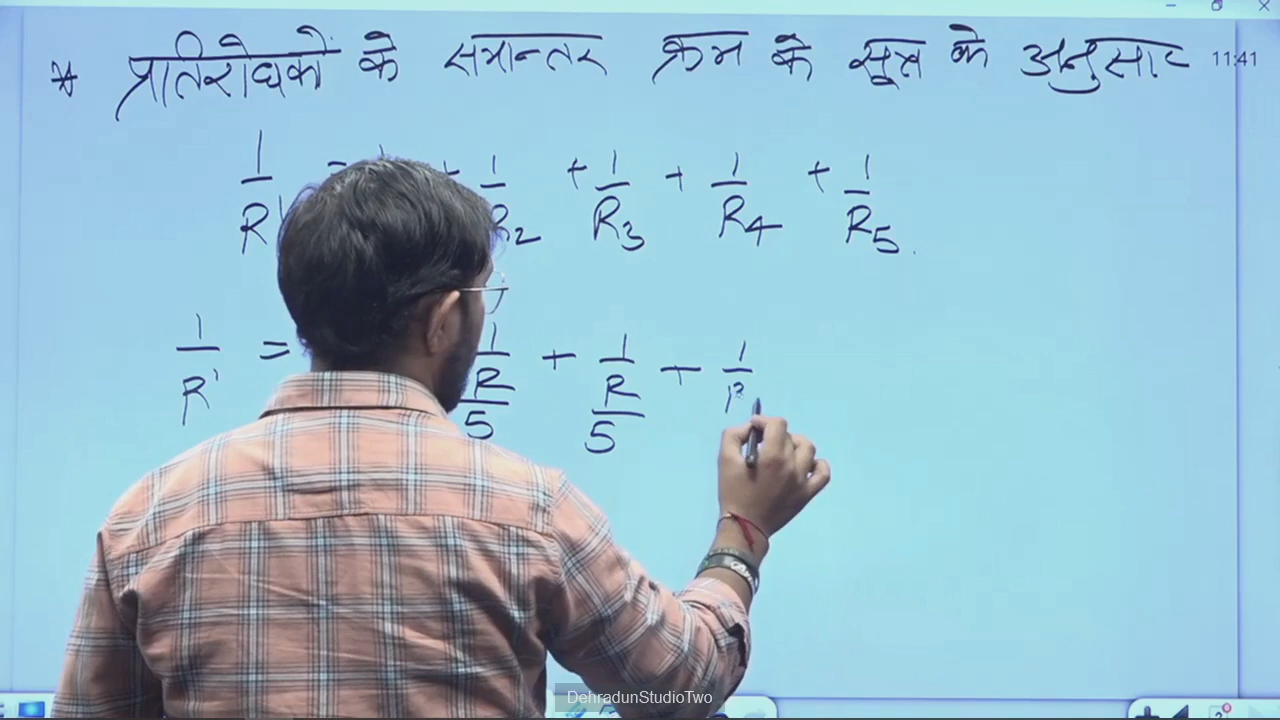 * प्रतिरोधकों के समान्तर क्रम के सूत्र के अनुसार 11:41
1/R' = 1 + 1/R2 + 1/R3 + 1/R4 + 1/R5.
1/R' = 1/(R/5) + 1/(R/5) + 1/R
DehradunStudioTwo